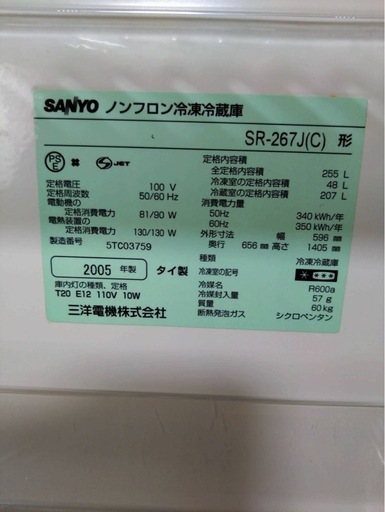 SANYO ノンフロン冷凍冷蔵庫
SR-267J(C) 形
PS E JET
定格電圧 100 V
定格周波数 50/60 Hz
電動機の
定格消費電力 81/90 W
電熱装置の
定格消費電力 130/130 W
製造番号 5TC03759
2005 年製 タイ製
庫内灯の種類、定格
T20 E12 110V 10W
三洋電機株式会社
定格内容積
全定格内容積 255 L
冷凍室の定格内容積 48 L
冷蔵室の定格内容積 207 L
消費電力量
50Hz 340 kWh/年
60Hz 350 kWh/年
外形寸法 幅 596 mm
奥行 656 mm 高さ 1405 mm
種類 冷凍冷蔵庫
冷凍室の記号 * ***
冷媒名 R600a
冷媒封入量 57 g
質量 60 kg
断熱発泡ガス シクロペンタン